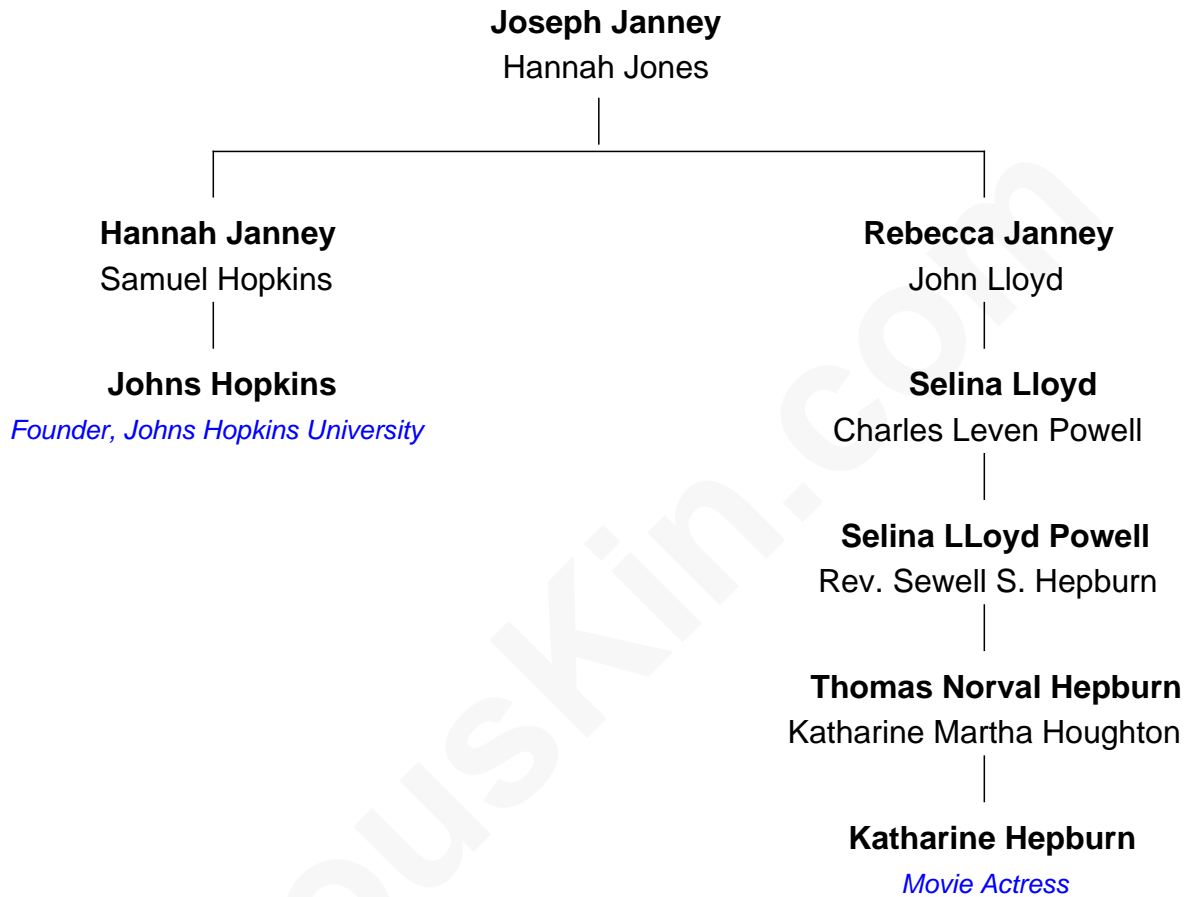 Joseph Janney
Hannah Jones
Hannah Janney
Samuel Hopkins
Johns Hopkins
Founder, Johns Hopkins University
Rebecca Janney
John Lloyd
Selina Lloyd
Charles Leven Powell
Selina LLoyd Powell
Rev. Sewell S. Hepburn
Thomas Norval Hepburn
Katharine Martha Houghton
Katharine Hepburn
Movie Actress
ousKin.com